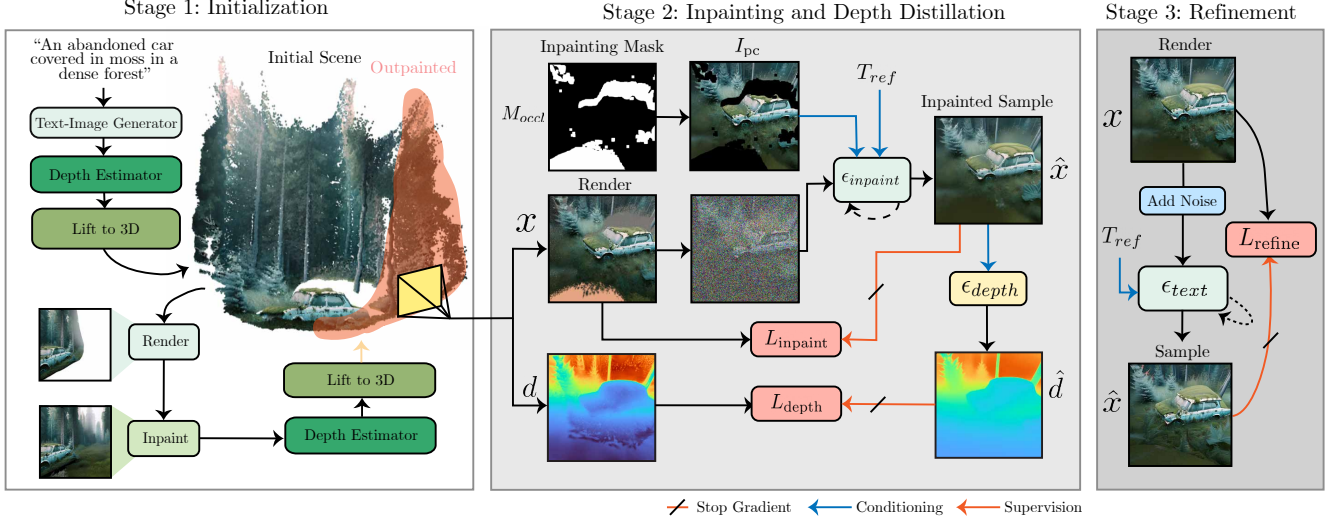 Stage 1: Initialization
“An abandoned car
covered in moss in a
dense forest”
Text-Image Generator
Depth Estimator
Lift to 3D
Initial Scene
Outpainted
Render
Inpaint
Lift to 3D
Depth Estimator
Stage 2: Inpainting and Depth Distillation
Inpainting Mask
I_pc
T_ref
M_occl
Inpainted Sample
ϵ_inpaint
x̂
Render
x
ϵ_depth
L_inpaint
d
L_depth
d̂
Stage 3: Refinement
Render
x
Add Noise
T_ref
L_refine
ϵ_text
Sample
x̂
Stop Gradient
Conditioning
Supervision